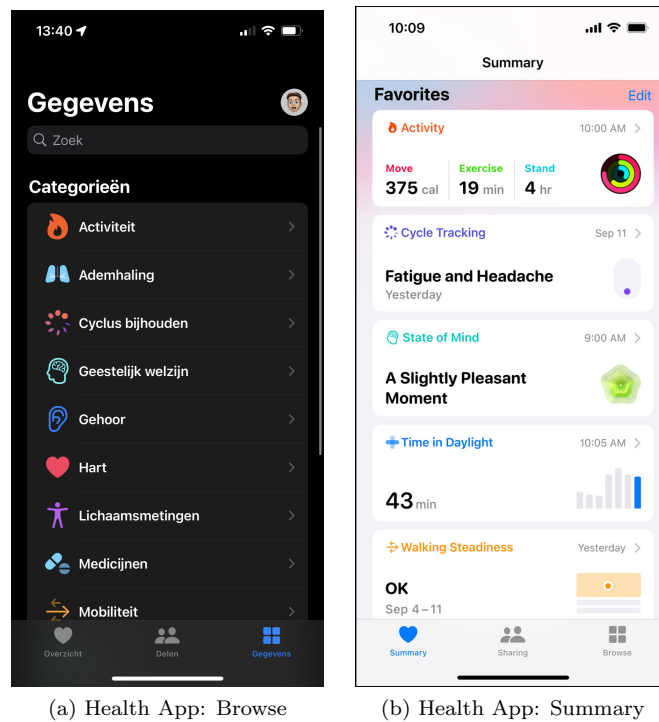 13:40
Gegevens
Zoek
Categorieën
Activiteit
Ademhaling
Cyclus bijhouden
Geestelijk welzijn
Gehoor
Hart
Lichaamsmetingen
Medicijnen
Mobiliteit
Overzicht Delen Gegevens
(a) Health App: Browse
10:09
Summary
Favorites Edit
Activity 10:00 AM
Move Exercise Stand
375 cal 19 min 4 hr
Cycle Tracking Sep 11
Fatigue and Headache
Yesterday
State of Mind 9:00 AM
A Slightly Pleasant
Moment
Time in Daylight 10:05 AM
43 min
Walking Steadiness Yesterday
OK
Sep 4–11
Summary Sharing Browse
(b) Health App: Summary